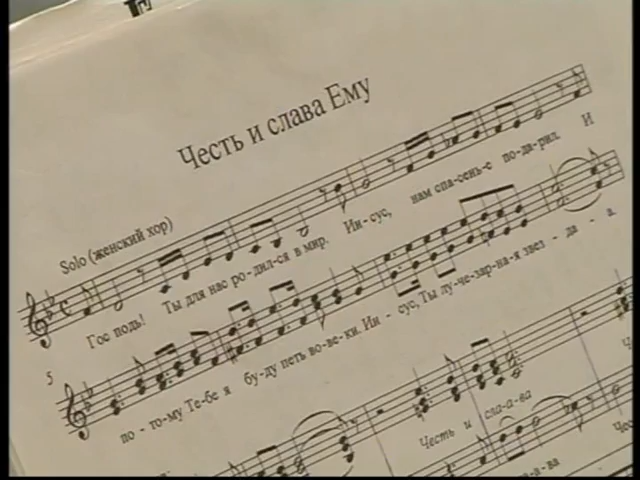 Честь и слава Ему
Solo (женский хор)
Гос подь! Ты для нас ро-дил-ся в мир. Ии-сус, нам спа-сень-е по-да-рил. И
5
по - то-му Те-бе я бу-ду петь во-ве-ки. Ии - сус, Ты лу-че-зар-на-я звез - да - а.
Честь и сла-а-ва